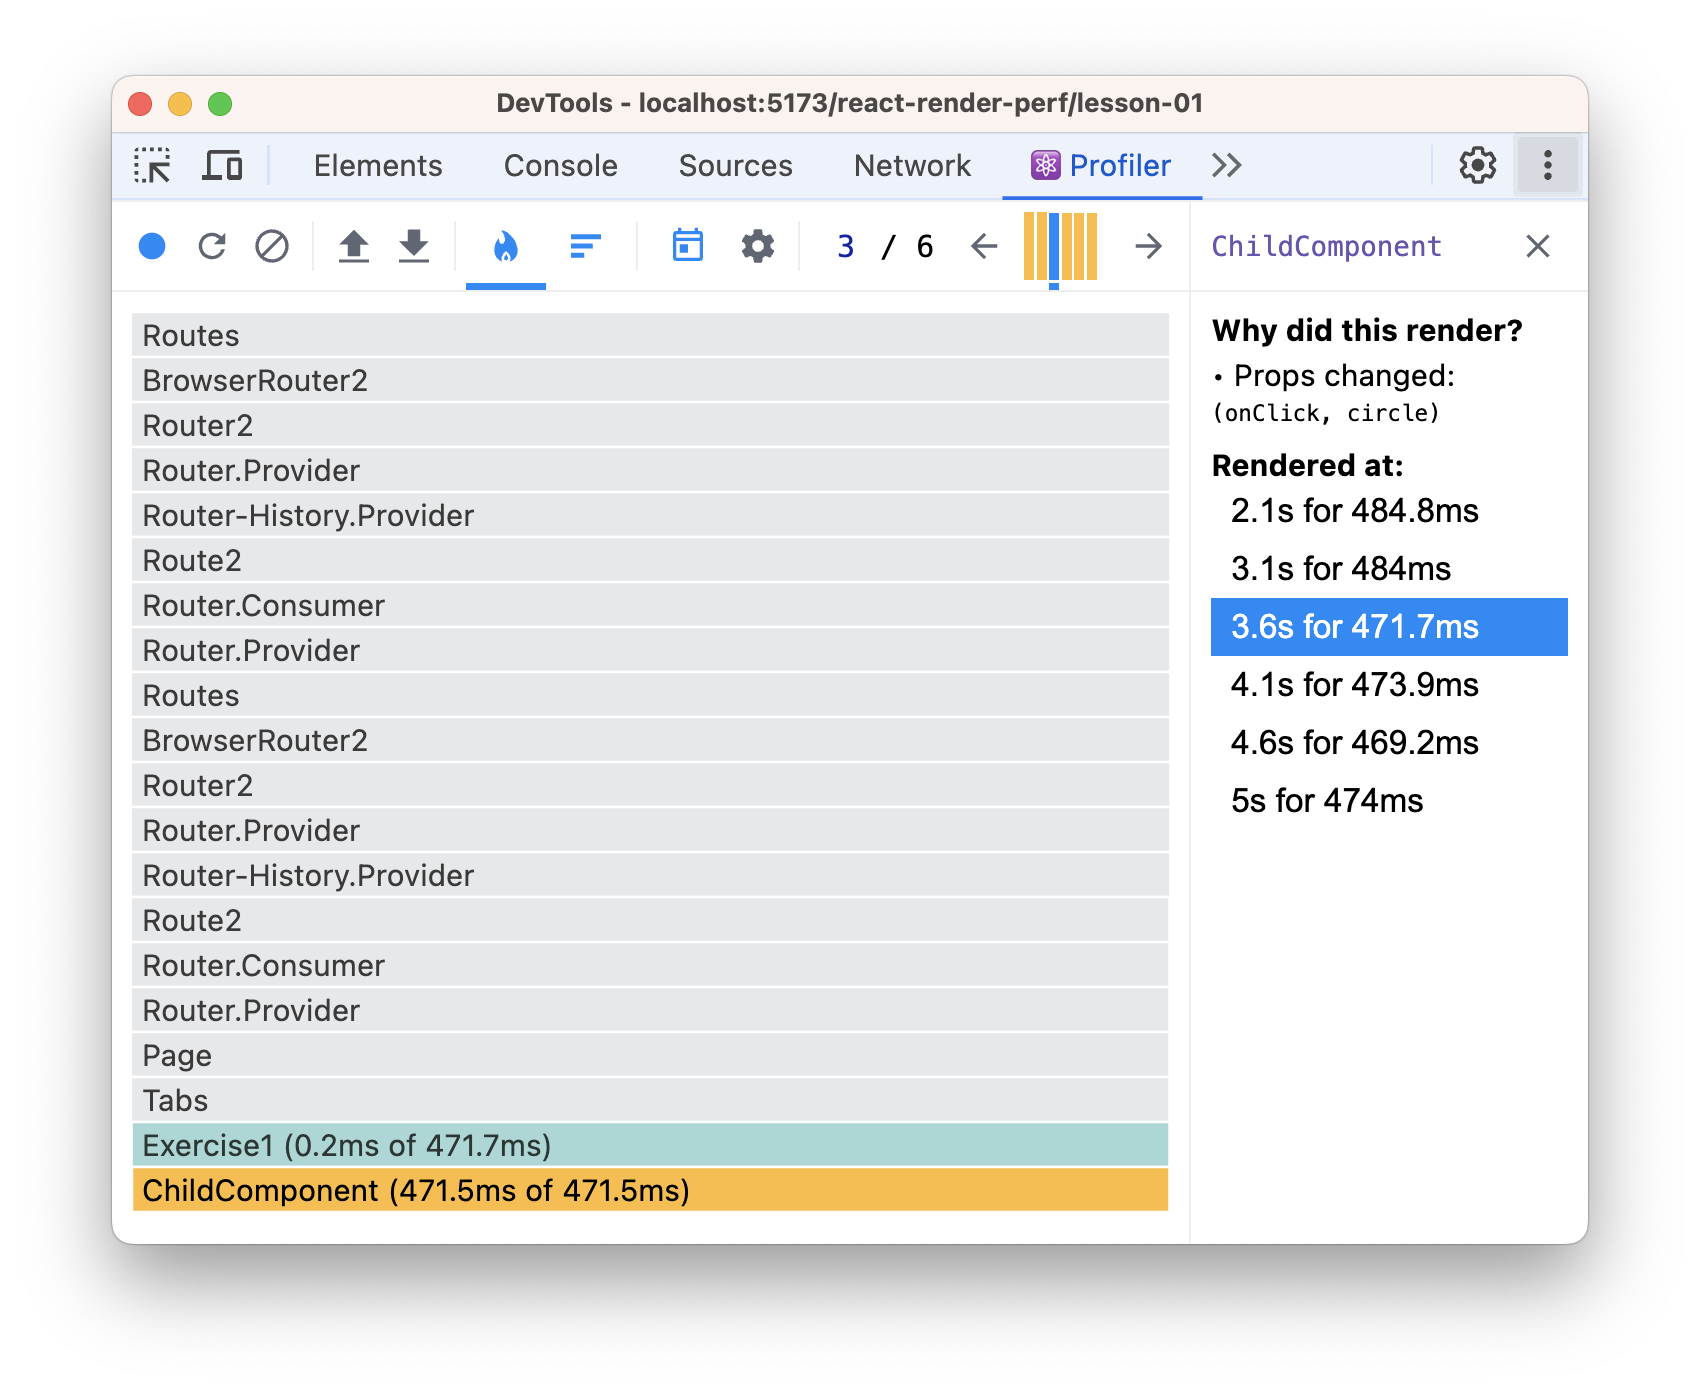 DevTools - localhost:5173/react-render-perf/lesson-01
Elements Console Sources Network Profiler
3 / 6
ChildComponent
Routes
BrowserRouter2
Router2
Router.Provider
Router-History.Provider
Route2
Router.Consumer
Router.Provider
Routes
BrowserRouter2
Router2
Router.Provider
Router-History.Provider
Route2
Router.Consumer
Router.Provider
Page
Tabs
Exercise1 (0.2ms of 471.7ms)
ChildComponent (471.5ms of 471.5ms)
Why did this render?
• Props changed:
(onClick, circle)
Rendered at:
2.1s for 484.8ms
3.1s for 484ms
3.6s for 471.7ms
4.1s for 473.9ms
4.6s for 469.2ms
5s for 474ms